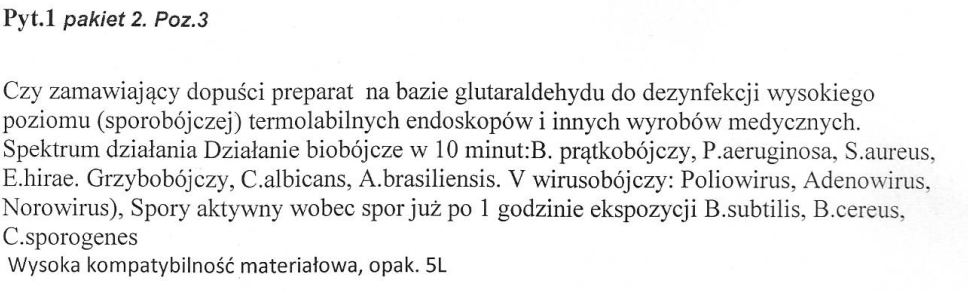 Pyt.1 pakiet 2. Poz.3
Czy zamawiający dopuści preparat na bazie glutaraldehydu do dezynfekcji wysokiego
poziomu (sporobójczej) termolabilnych endoskopów i innych wyrobów medycznych.
Spektrum działania Działanie biobójcze w 10 minut:B. prątkobójczy, P.aeruginosa, S.aureus,
E.hirae. Grzybobójczy, C.albicans, A.brasiliensis. V wirusobójczy: Poliowirus, Adenowirus,
Norowirus), Spory aktywny wobec spor już po 1 godzinie ekspozycji B.subtilis, B.cereus,
C.sporogenes
Wysoka kompatybilność materiałowa, opak. 5L